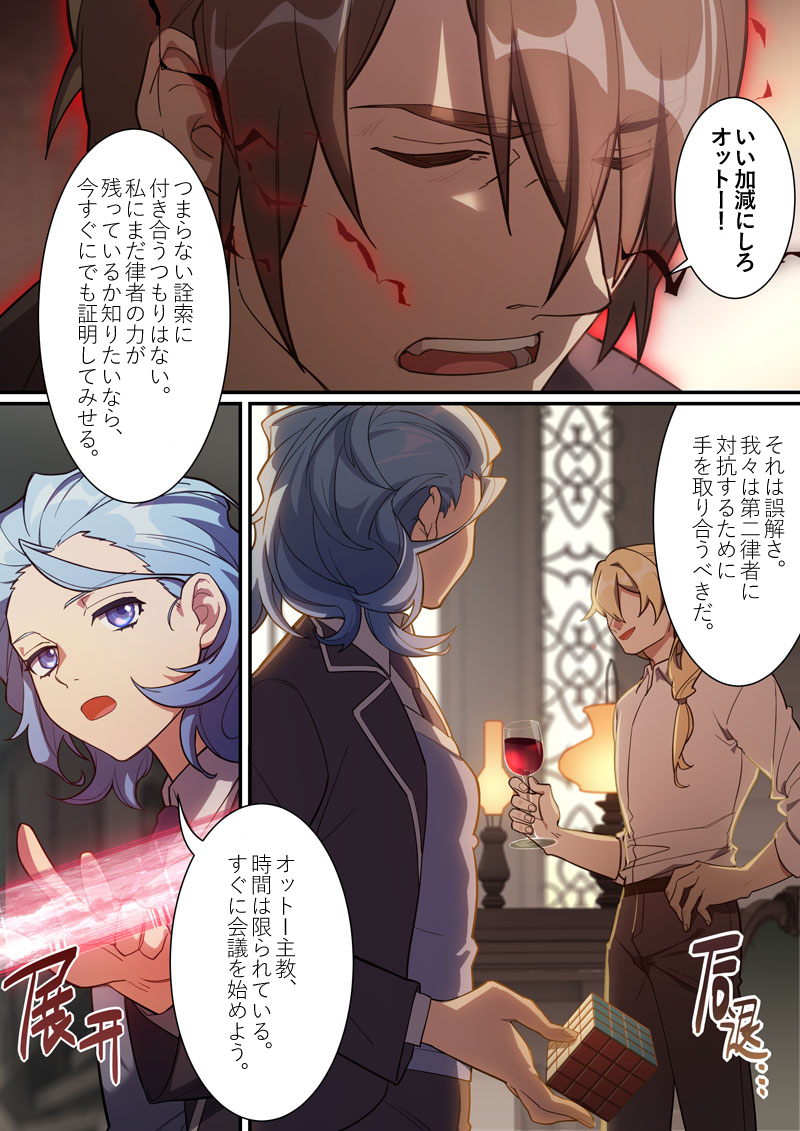 いい加減にしろ
オットー！
つまらない詮索に
付き合うつもりはない。
私にまだ律者の力が
残っているか知りたいなら、
今すぐにでも証明してみせる。
それは誤解さ。
我々は第二律者に
対抗するために
手を取り合うべきだ。
オットー主教、
時間は限られている。
すぐに会議を始めよう。
后退…
展开